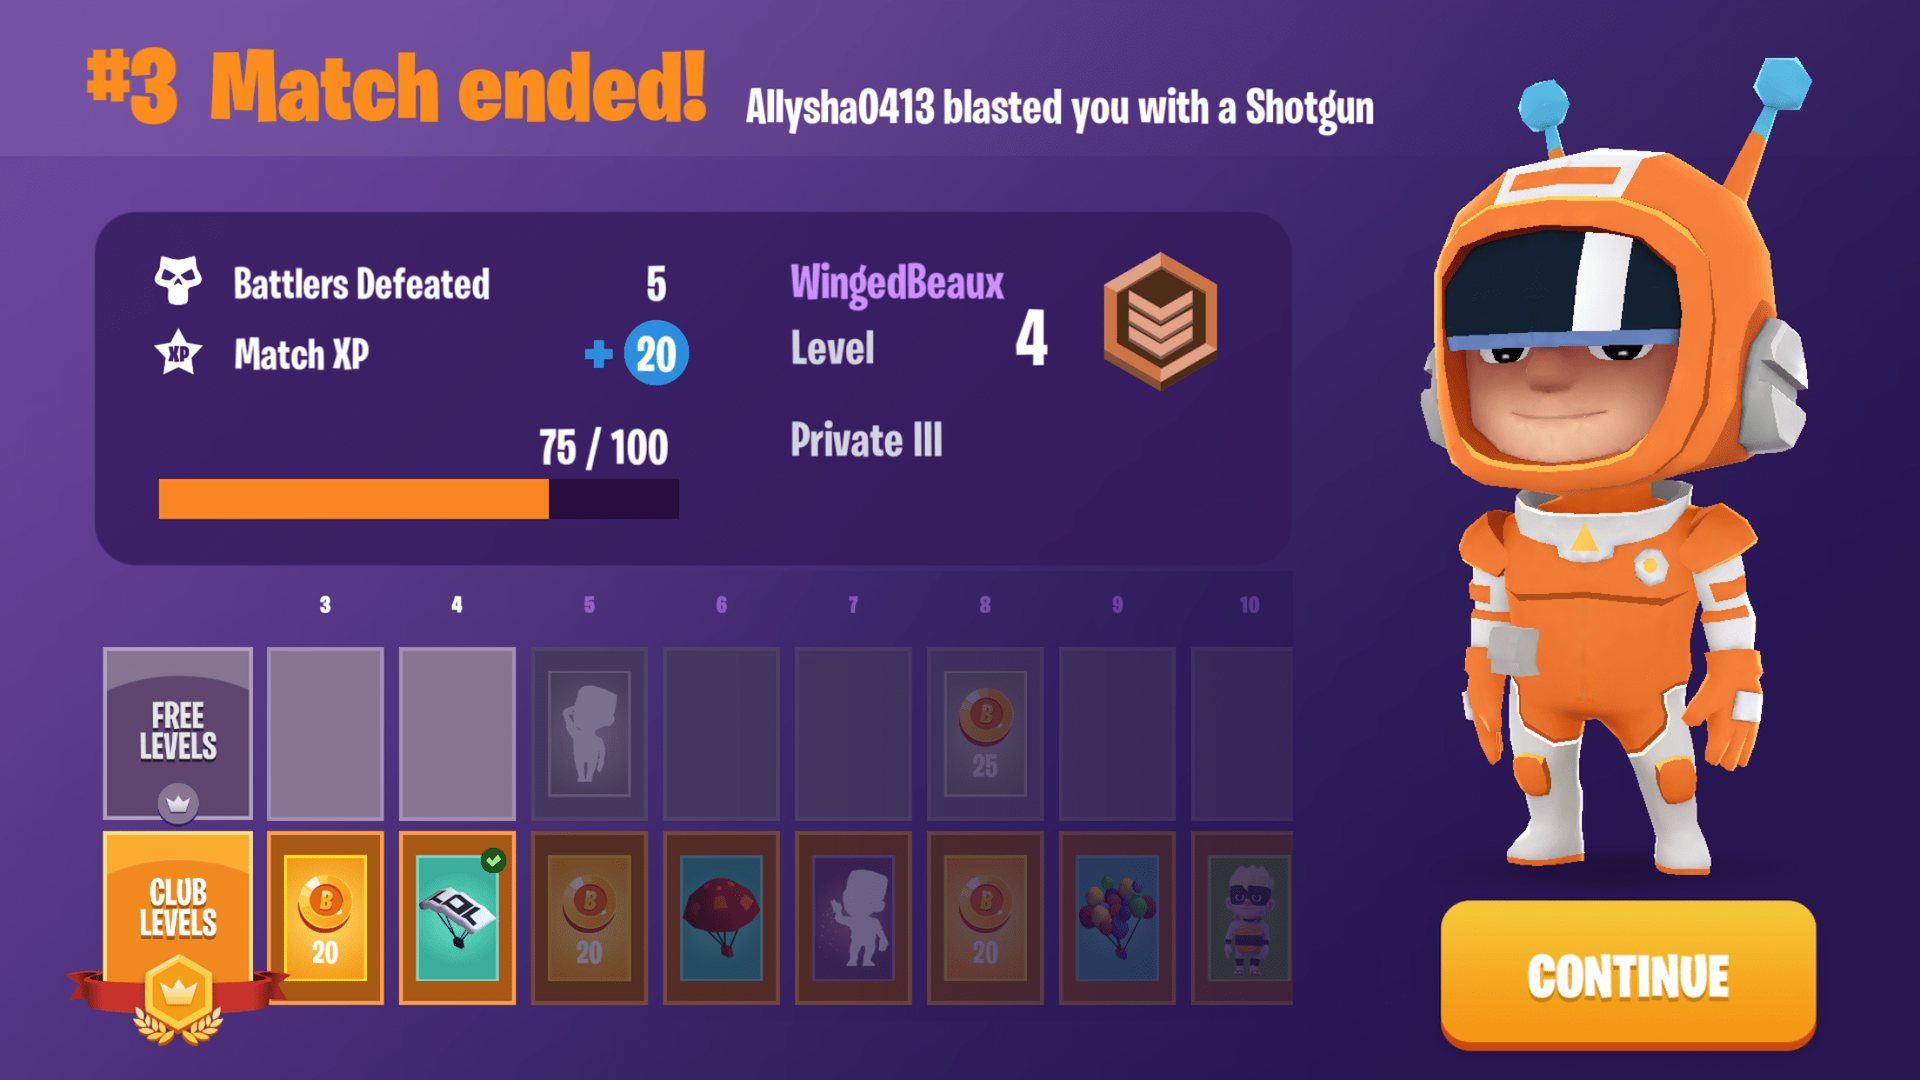 #3 Match ended!
Allysha0413 blasted you with a Shotgun
Battlers Defeated 5
XP Match XP + 20
75 / 100
WingedBeaux
Level 4
Private III
3 4 5 6 7 8 9 10
FREE
LEVELS
B
25
CLUB
LEVELS
B
20
LOL
B
20
B
20
CONTINUE